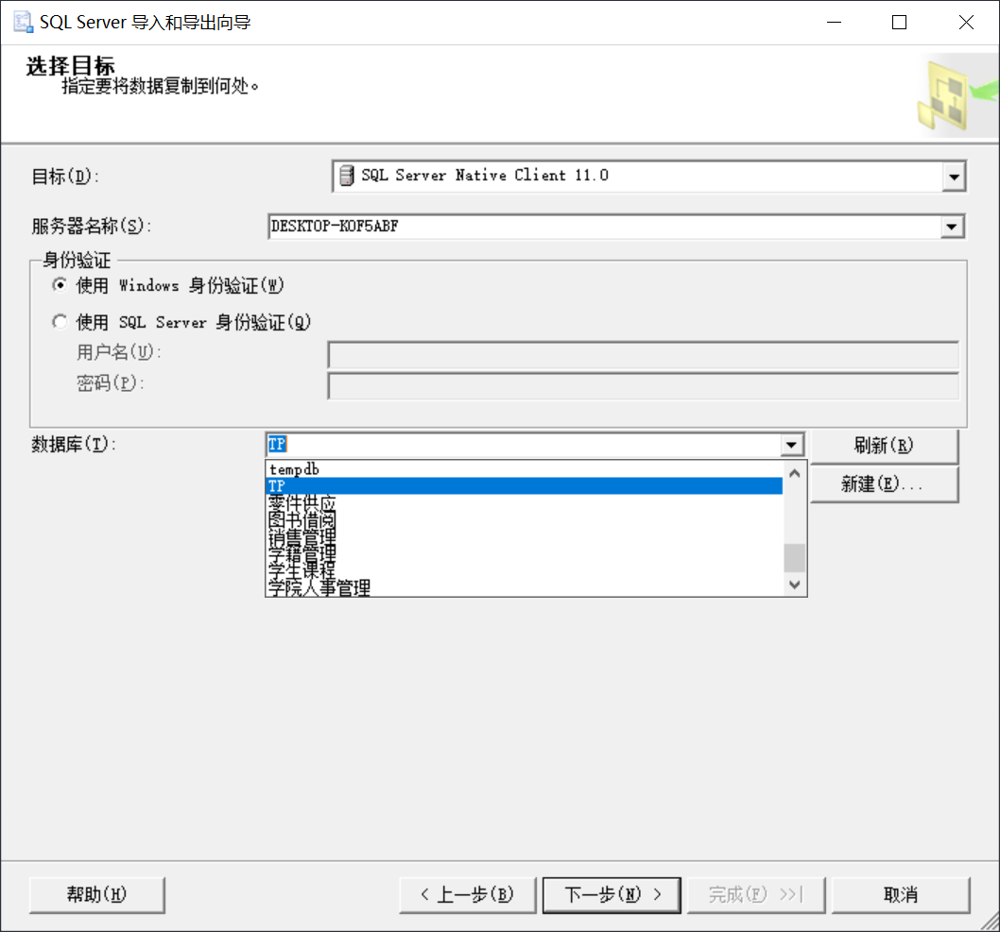 SQL Server 导入和导出向导
选择目标
指定要将数据复制到何处。
目标(D):
SQL Server Native Client 11.0
服务器名称(S):
DESKTOP-KOF5ABF
身份验证
使用 Windows 身份验证(W)
使用 SQL Server 身份验证(Q)
用户名(U):
密码(P):
数据库(T):
TP
刷新(R)
tempdb
TP
新建(E)...
零件供应
图书借阅
销售管理
学籍管理
学生课程
学院人事管理
帮助(H)
< 上一步(B)
下一步(N) >
完成(F) >>|
取消